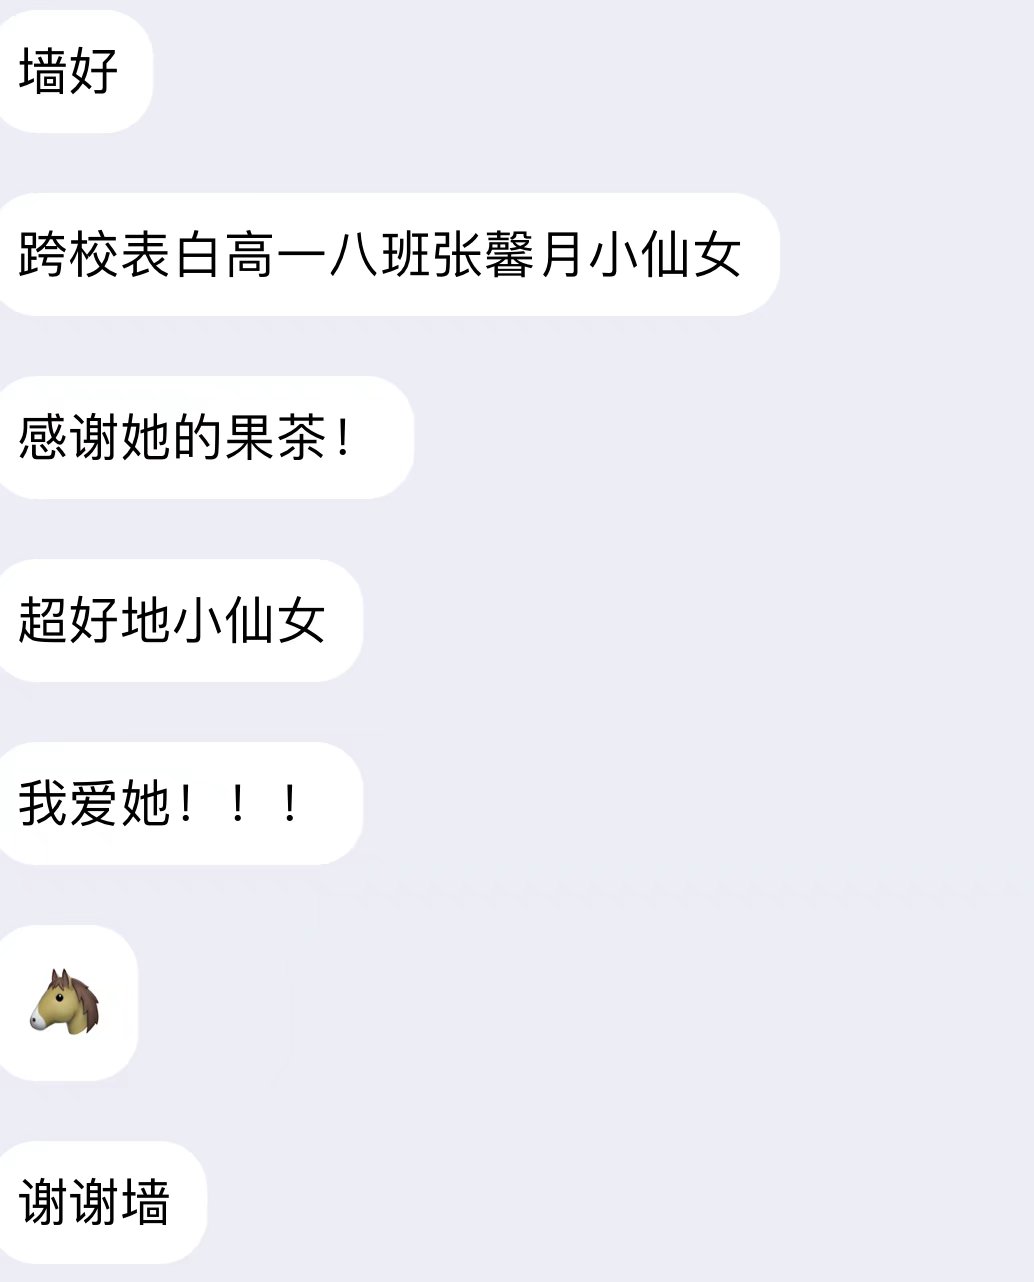 墙好
跨校表白高一八班张馨月小仙女
感谢她的果茶！
超好地小仙女
我爱她！！！
🐴
谢谢墙